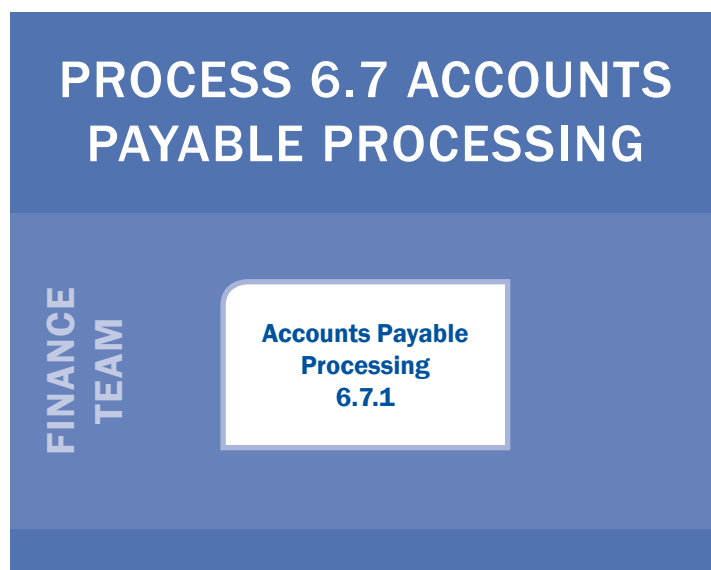 PROCESS 6.7 ACCOUNTS
PAYABLE PROCESSING
FINANCE
TEAM
Accounts Payable
Processing
6.7.1